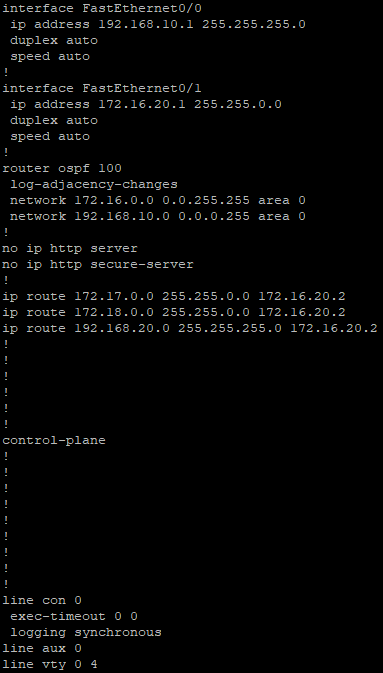 interface FastEthernet0/0
 ip address 192.168.10.1 255.255.255.0
 duplex auto
 speed auto
!
interface FastEthernet0/1
 ip address 172.16.20.1 255.255.0.0
 duplex auto
 speed auto
!
router ospf 100
 log-adjacency-changes
 network 172.16.0.0 0.0.255.255 area 0
 network 192.168.10.0 0.0.0.255 area 0
!
no ip http server
no ip http secure-server
!
ip route 172.17.0.0 255.255.0.0 172.16.20.2
ip route 172.18.0.0 255.255.0.0 172.16.20.2
ip route 192.168.20.0 255.255.255.0 172.16.20.2
!
!
!
!
!
!
control-plane
!
!
!
!
!
!
!
!
!
line con 0
 exec-timeout 0 0
 logging synchronous
line aux 0
line vty 0 4